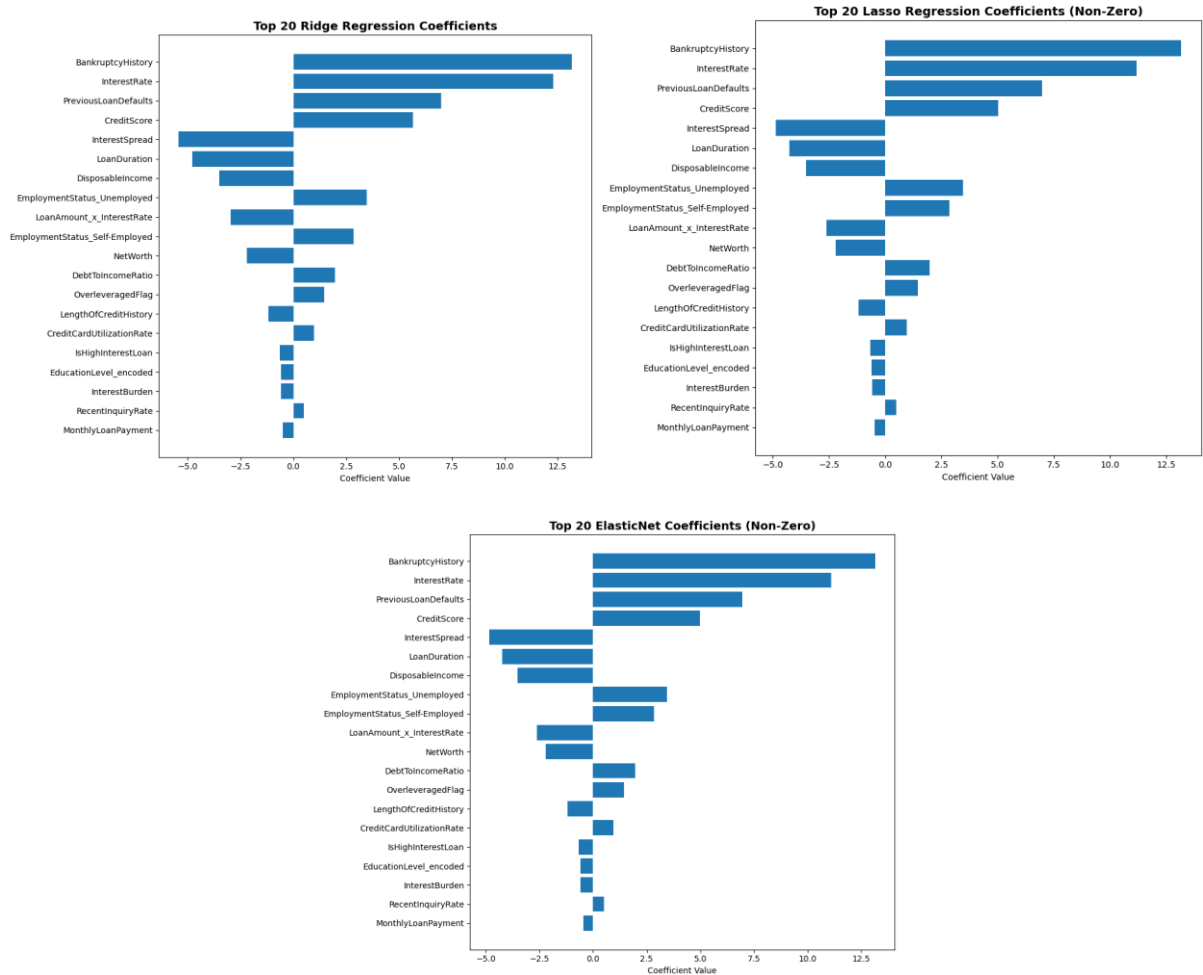 Top 20 Ridge Regression Coefficients
BankruptcyHistory
InterestRate
PreviousLoanDefaults
CreditScore
InterestSpread
LoanDuration
DisposableIncome
EmploymentStatus_Unemployed
LoanAmount_x_InterestRate
EmploymentStatus_Self-Employed
NetWorth
DebtToIncomeRatio
OverleveragedFlag
LengthOfCreditHistory
CreditCardUtilizationRate
IsHighInterestLoan
EducationLevel_encoded
InterestBurden
RecentInquiryRate
MonthlyLoanPayment
−5.0 −2.5 0.0 2.5 5.0 7.5 10.0 12.5
Coefficient Value
Top 20 Lasso Regression Coefficients (Non-Zero)
BankruptcyHistory
InterestRate
PreviousLoanDefaults
CreditScore
InterestSpread
LoanDuration
DisposableIncome
EmploymentStatus_Unemployed
EmploymentStatus_Self-Employed
LoanAmount_x_InterestRate
NetWorth
DebtToIncomeRatio
OverleveragedFlag
LengthOfCreditHistory
CreditCardUtilizationRate
IsHighInterestLoan
EducationLevel_encoded
InterestBurden
RecentInquiryRate
MonthlyLoanPayment
−5.0 −2.5 0.0 2.5 5.0 7.5 10.0 12.5
Coefficient Value
Top 20 ElasticNet Coefficients (Non-Zero)
BankruptcyHistory
InterestRate
PreviousLoanDefaults
CreditScore
InterestSpread
LoanDuration
DisposableIncome
EmploymentStatus_Unemployed
EmploymentStatus_Self-Employed
LoanAmount_x_InterestRate
NetWorth
DebtToIncomeRatio
OverleveragedFlag
LengthOfCreditHistory
CreditCardUtilizationRate
IsHighInterestLoan
EducationLevel_encoded
InterestBurden
RecentInquiryRate
MonthlyLoanPayment
−5.0 −2.5 0.0 2.5 5.0 7.5 10.0 12.5
Coefficient Value